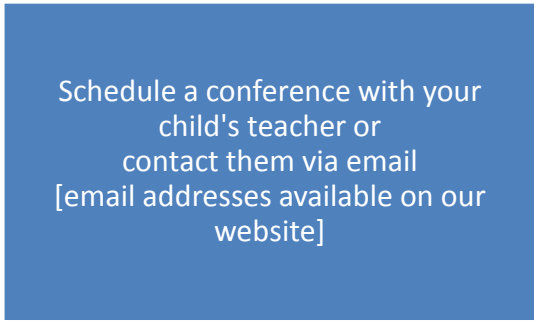 Schedule a conference with your
child's teacher or
contact them via email
[email addresses available on our
website]